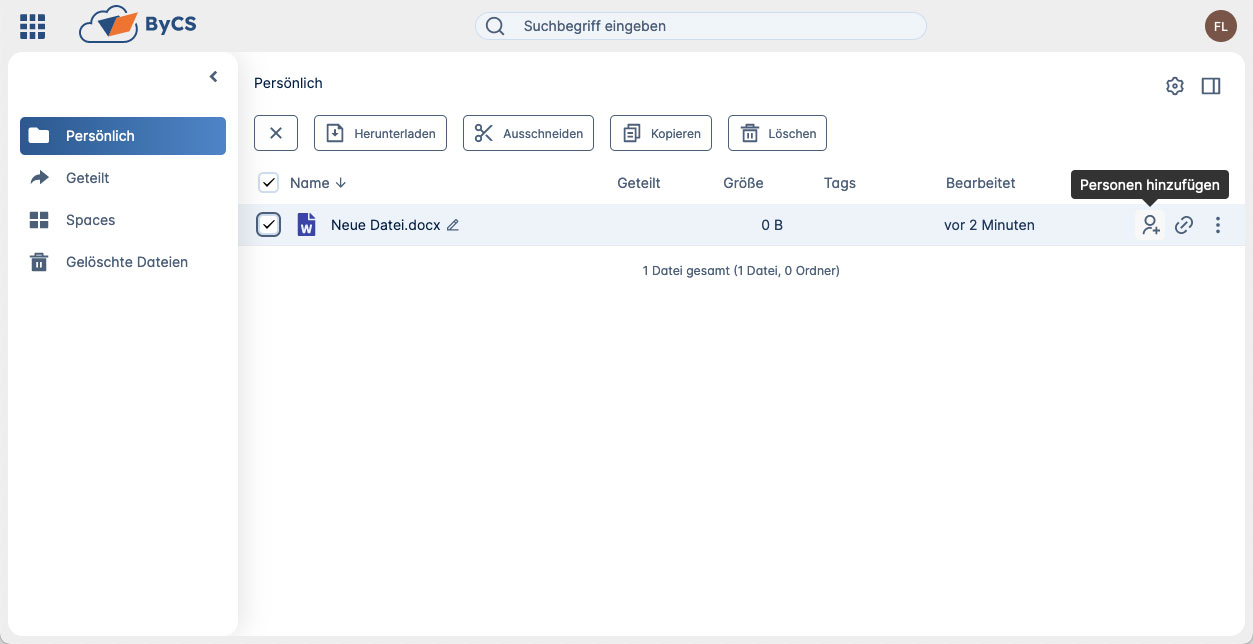 ByCS
Suchbegriff eingeben
FL
Persönlich
Geteilt
Spaces
Gelöschte Dateien
Persönlich
Herunterladen Ausschneiden Kopieren Löschen
Name Geteilt Größe Tags Bearbeitet
Personen hinzufügen
W Neue Datei.docx 0 B vor 2 Minuten
1 Datei gesamt (1 Datei, 0 Ordner)